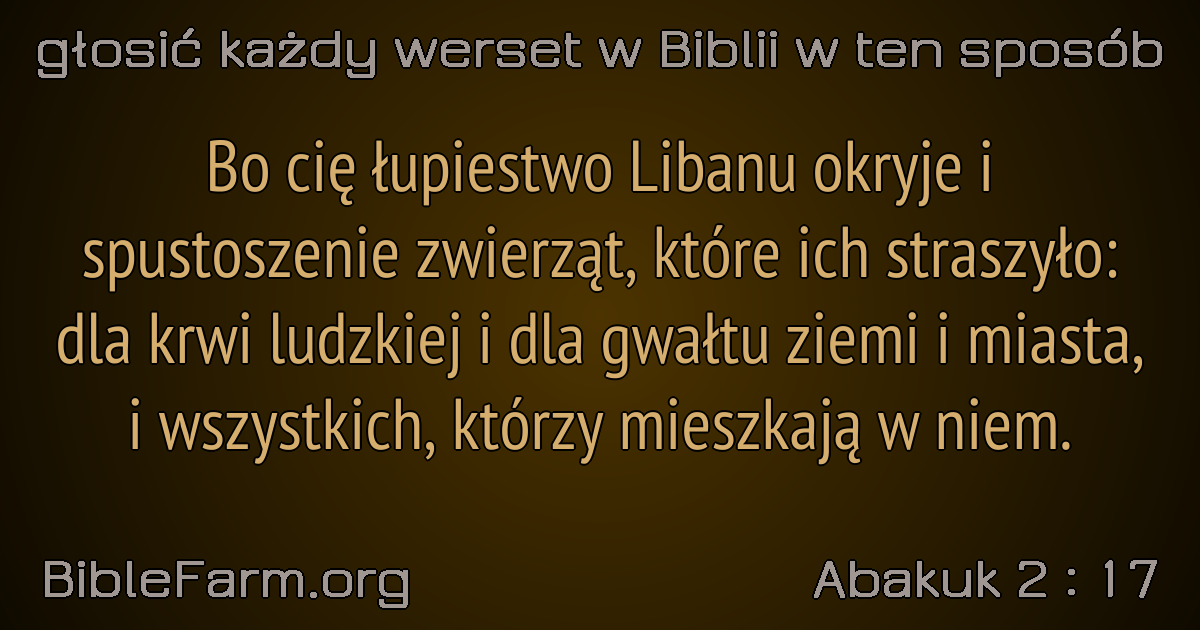 głosić każdy werset w Biblii w ten sposób
Bo cię łupiestwo Libanu okryje i
spustoszenie zwierząt, które ich straszyło:
dla krwi ludzkiej i dla gwałtu ziemi i miasta,
i wszystkich, którzy mieszkają w niem.
BibleFarm.org
Abakuk 2 : 17